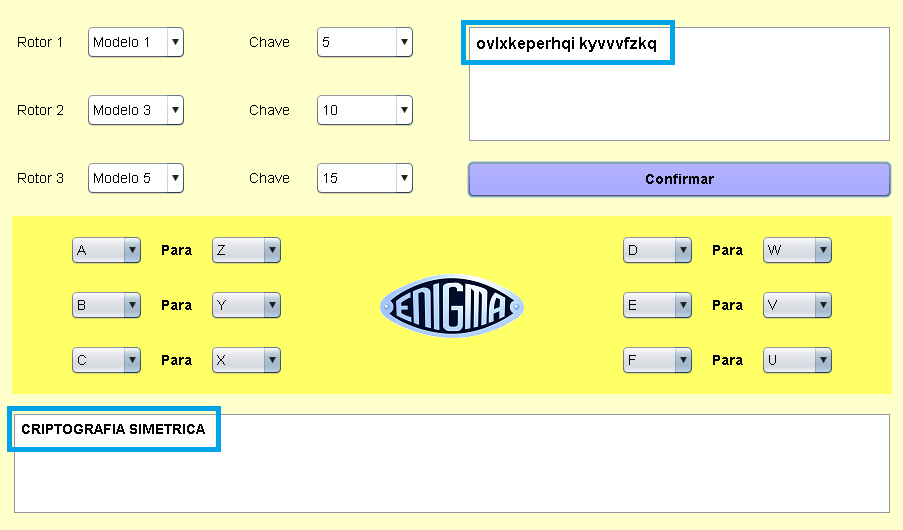 Rotor 1 Modelo 1 Chave 5
ovlxkeperhqi kyvvvfzkq
Rotor 2 Modelo 3 Chave 10
Rotor 3 Modelo 5 Chave 15
Confirmar
A Para Z
D Para W
B Para Y
ENIGMA
E Para V
C Para X
F Para U
CRIPTOGRAFIA SIMETRICA